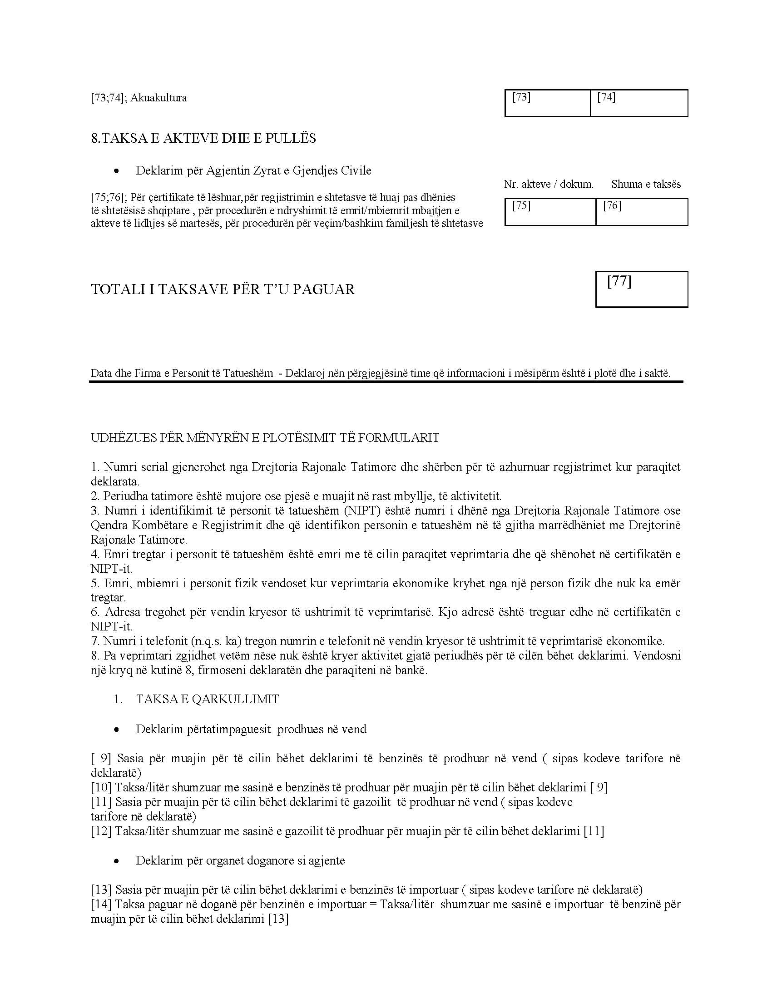 [73;74]; Akuakultura
[73] [74]
8.TAKSA E AKTEVE DHE E PULLËS
• Deklarim për Agjentin Zyrat e Gjendjes Civile
Nr. akteve / dokum. Shuma e taksës
[75;76]; Për çertifikate të lëshuar,për regjistrimin e shtetasve të huaj pas dhënies
të shtetësisë shqiptare , për procedurën e ndryshimit të emrit/mbiemrit mbajtjen e
akteve të lidhjes së martesës, për procedurën për veçim/bashkim familjesh të shtetasve
[75] [76]
TOTALI I TAKSAVE PËR T’U PAGUAR
[77]
Data dhe Firma e Personit të Tatueshëm - Deklaroj nën përgjegjësinë time që informacioni i mësipërm është i plotë dhe i saktë.
UDHËZUES PËR MËNYRËN E PLOTËSIMIT TË FORMULARIT
1. Numri serial gjenerohet nga Drejtoria Rajonale Tatimore dhe shërben për të azhurnuar regjistrimet kur paraqitet
deklarata.
2. Periudha tatimore është mujore ose pjesë e muajit në rast mbyllje, të aktivitetit.
3. Numri i identifikimit të personit të tatueshëm (NIPT) është numri i dhënë nga Drejtoria Rajonale Tatimore ose
Qendra Kombëtare e Regjistrimit dhe që identifikon personin e tatueshëm në të gjitha marrëdhëniet me Drejtorinë
Rajonale Tatimore.
4. Emri tregtar i personit të tatueshëm është emri me të cilin paraqitet veprimtaria dhe që shënohet në certifikatën e
NIPT-it.
5. Emri, mbiemri i personit fizik vendoset kur veprimtaria ekonomike kryhet nga një person fizik dhe nuk ka emër
tregtar.
6. Adresa tregohet për vendin kryesor të ushtrimit të veprimtarisë. Kjo adresë është treguar edhe në certifikatën e
NIPT-it.
7. Numri i telefonit (n.q.s. ka) tregon numrin e telefonit në vendin kryesor të ushtrimit të veprimtarisë ekonomike.
8. Pa veprimtari zgjidhet vetëm nëse nuk është kryer aktivitet gjatë periudhës për të cilën bëhet deklarimi. Vendosni
një kryq në kutinë 8, firmoseni deklaratën dhe paraqiteni në bankë.
1. TAKSA E QARKULLIMIT
• Deklarim përtatimpaguesit prodhues në vend
[ 9] Sasia për muajin për të cilin bëhet deklarimi të benzinës të prodhuar në vend ( sipas kodeve tarifore në
deklaratë)
[10] Taksa/litër shumzuar me sasinë e benzinës të prodhuar për muajin për të cilin bëhet deklarimi [ 9]
[11] Sasia për muajin për të cilin bëhet deklarimi të gazoilit të prodhuar në vend ( sipas kodeve
tarifore në deklaratë)
[12] Taksa/litër shumzuar me sasinë e gazoilit të prodhuar për muajin për të cilin bëhet deklarimi [11]
• Deklarim për organet doganore si agjente
[13] Sasia për muajin për të cilin bëhet deklarimi e benzinës të importuar ( sipas kodeve tarifore në deklaratë)
[14] Taksa paguar në doganë për benzinën e importuar = Taksa/litër shumzuar me sasinë e importuar të benzinë për
muajin për të cilin bëhet deklarimi [13]